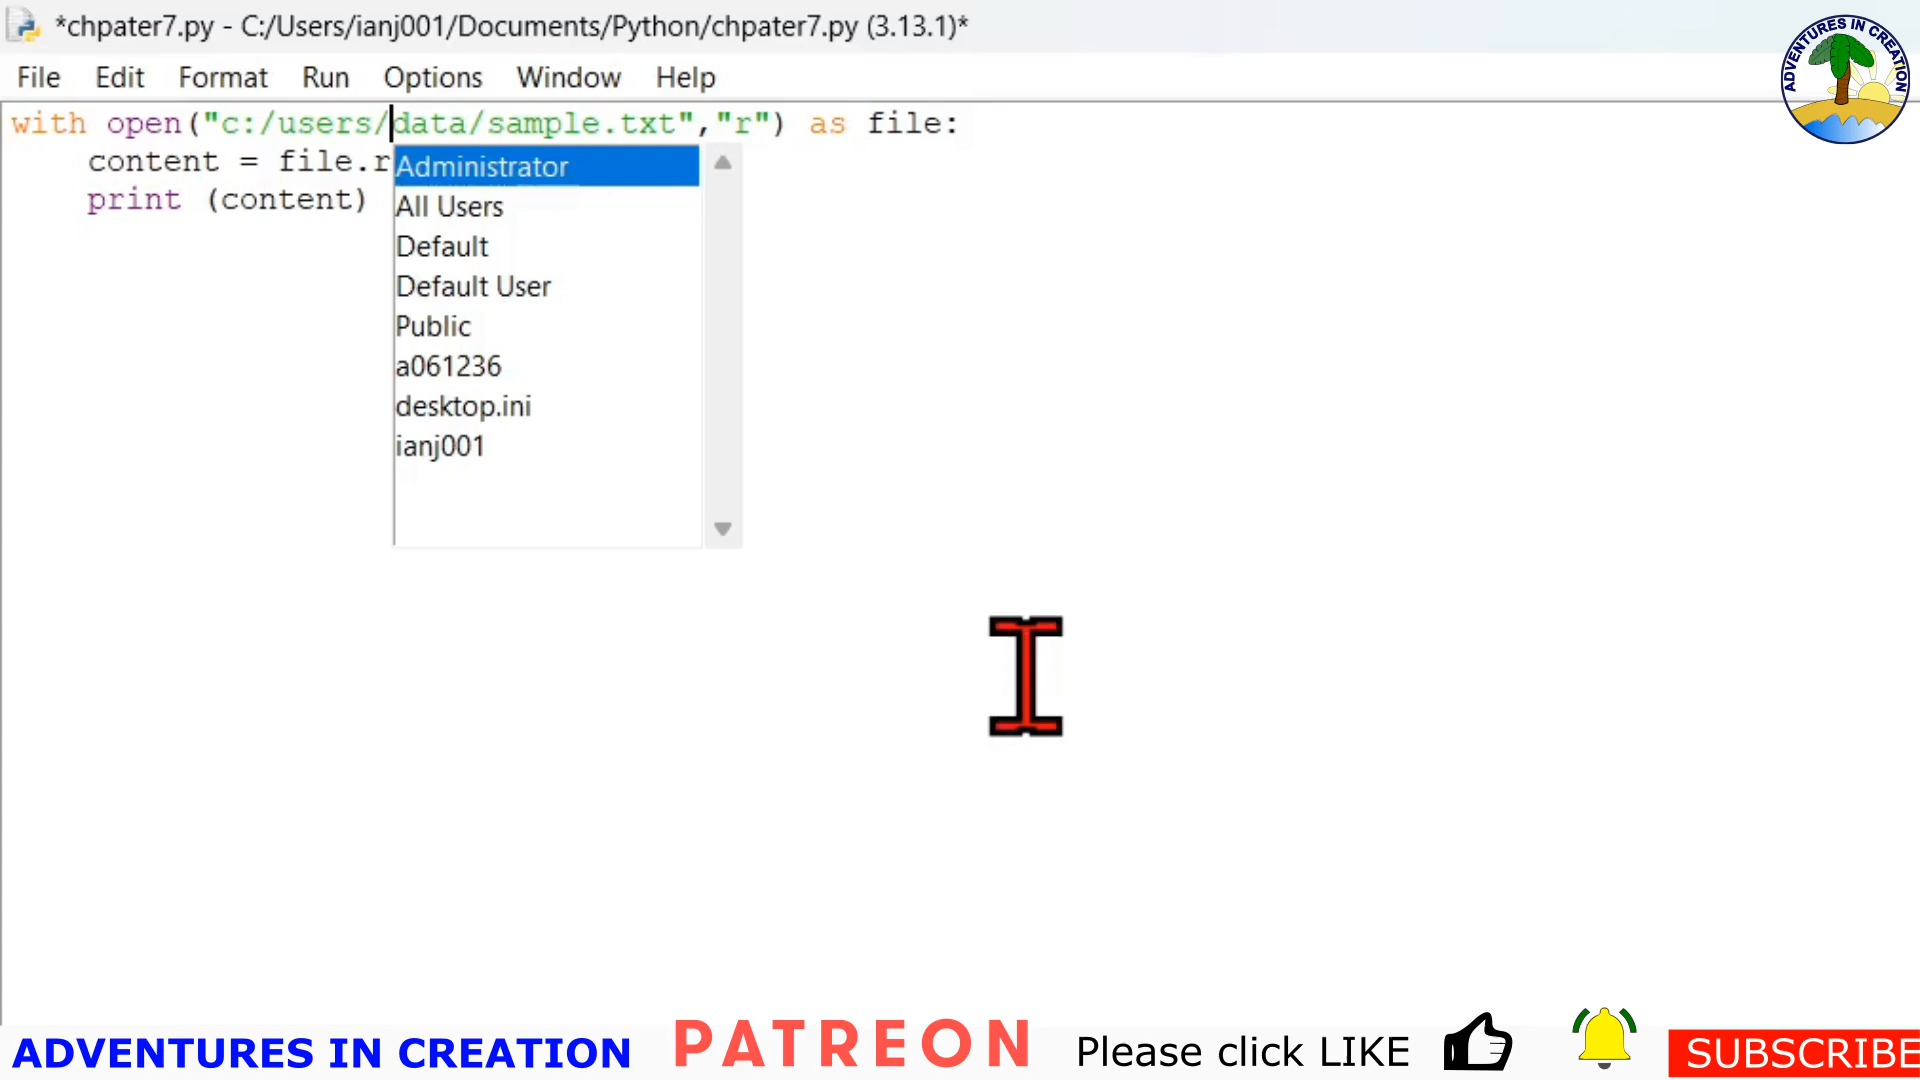 *chpater7.py - C:/Users/ianj001/Documents/Python/chpater7.py (3.13.1)*
File Edit Format Run Options Window Help
with open("c:/users/data/sample.txt","r") as file:
content = file.r
print (content)
Administrator
All Users
Default
Default User
Public
a061236
desktop.ini
ianj001
ADVENTURES IN CREATION
ADVENTURES IN CREATION PATREON Please click LIKE SUBSCRIBE